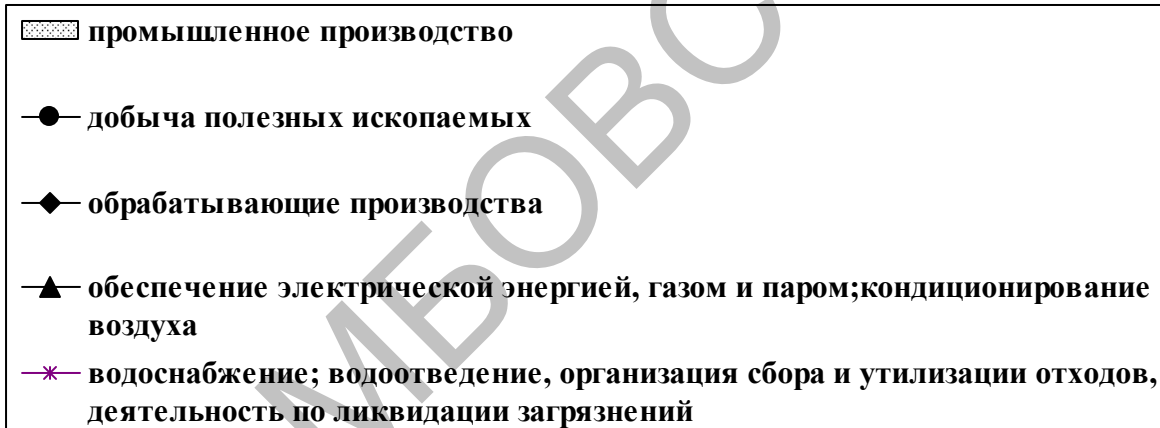 промышленное производство
добыча полезных ископаемых
обрабатывающие производства
обеспечение электрической энергией, газом и паром;кондиционирование
воздуха
водоснабжение; водоотведение, организация сбора и утилизации отходов,
деятельность по ликвидации загрязнений
МБОВС